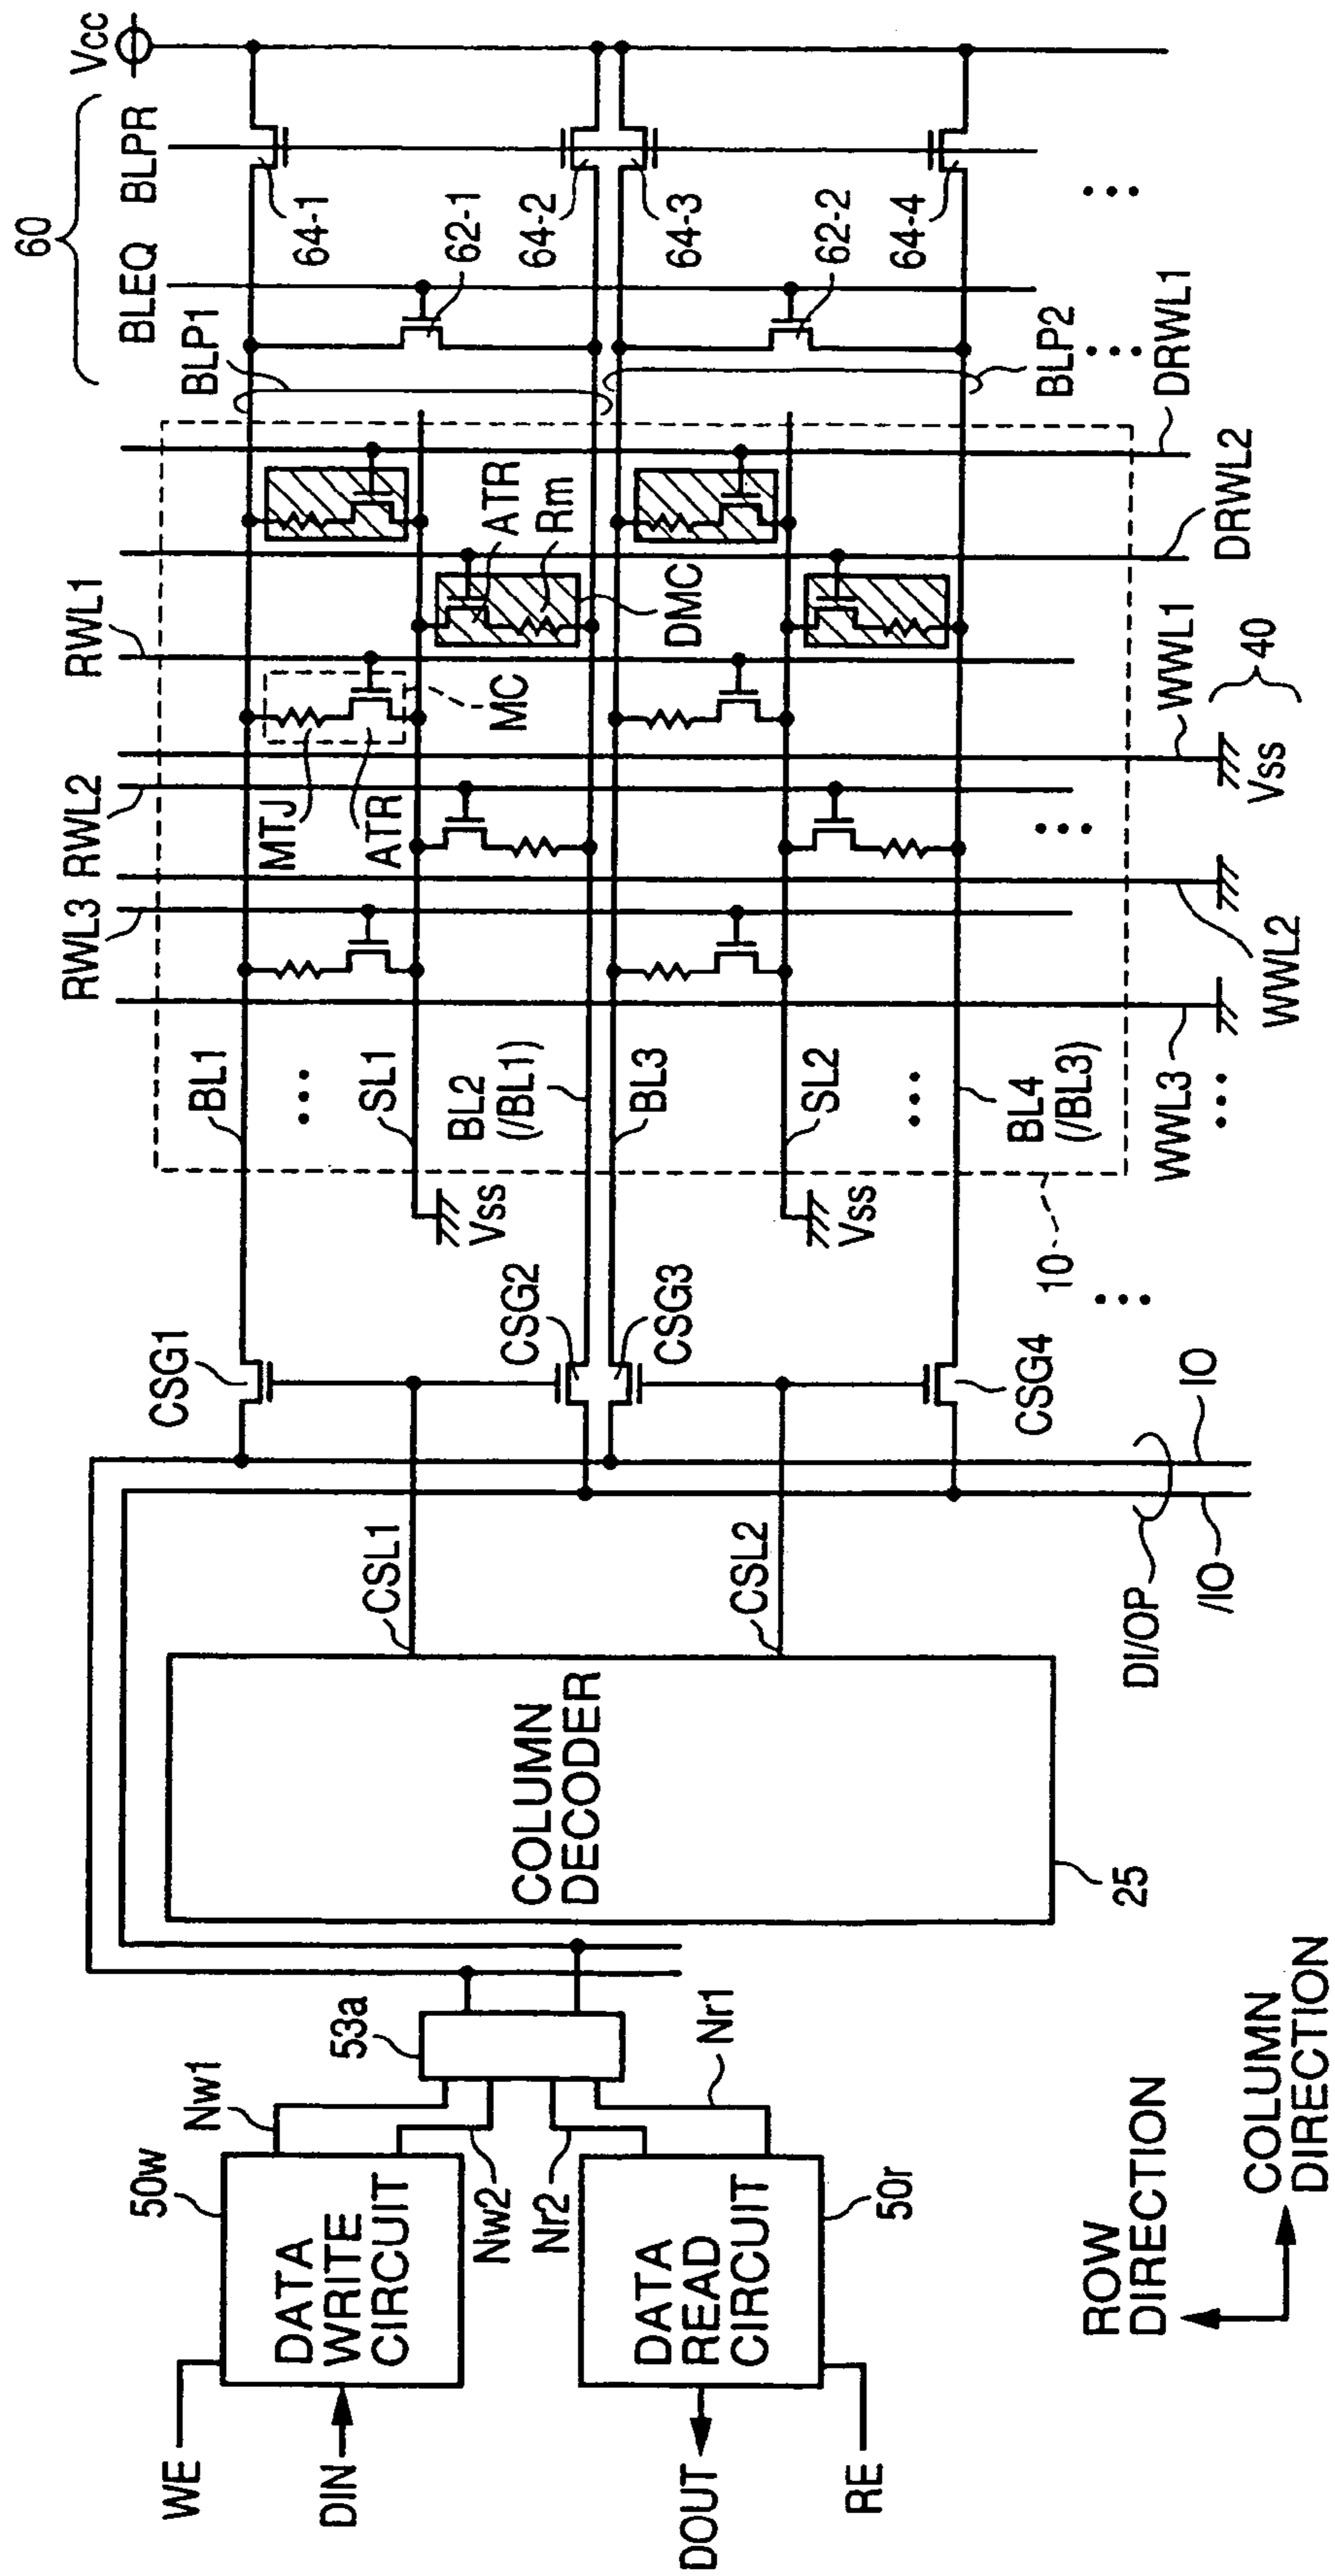 60
BLEQ
BLPR
Vcc
64-1
62-1
64-2
64-3
62-2
64-4
BLP1
BLP2
DRWL1
DRWL2
RWL1
ATR
Rm
DMC
MC
WWL1
40
Vss
RWL2
MTJ
ATR
RWL3
WWL2
WWL3
BL1
SL1
BL2
(/BL1)
BL3
SL2
BL4
(/BL3)
Vss
Vss
10
CSG1
CSG2
CSG3
CSG4
IO
/IO
DI/OP
CSL1
CSL2
COLUMN
DECODER
25
53a
Nw1
Nw2
Nr2
Nr1
50w
DATA
WRITE
CIRCUIT
50r
DATA
READ
CIRCUIT
WE
DIN
DOUT
RE
ROW
DIRECTION
COLUMN
DIRECTION